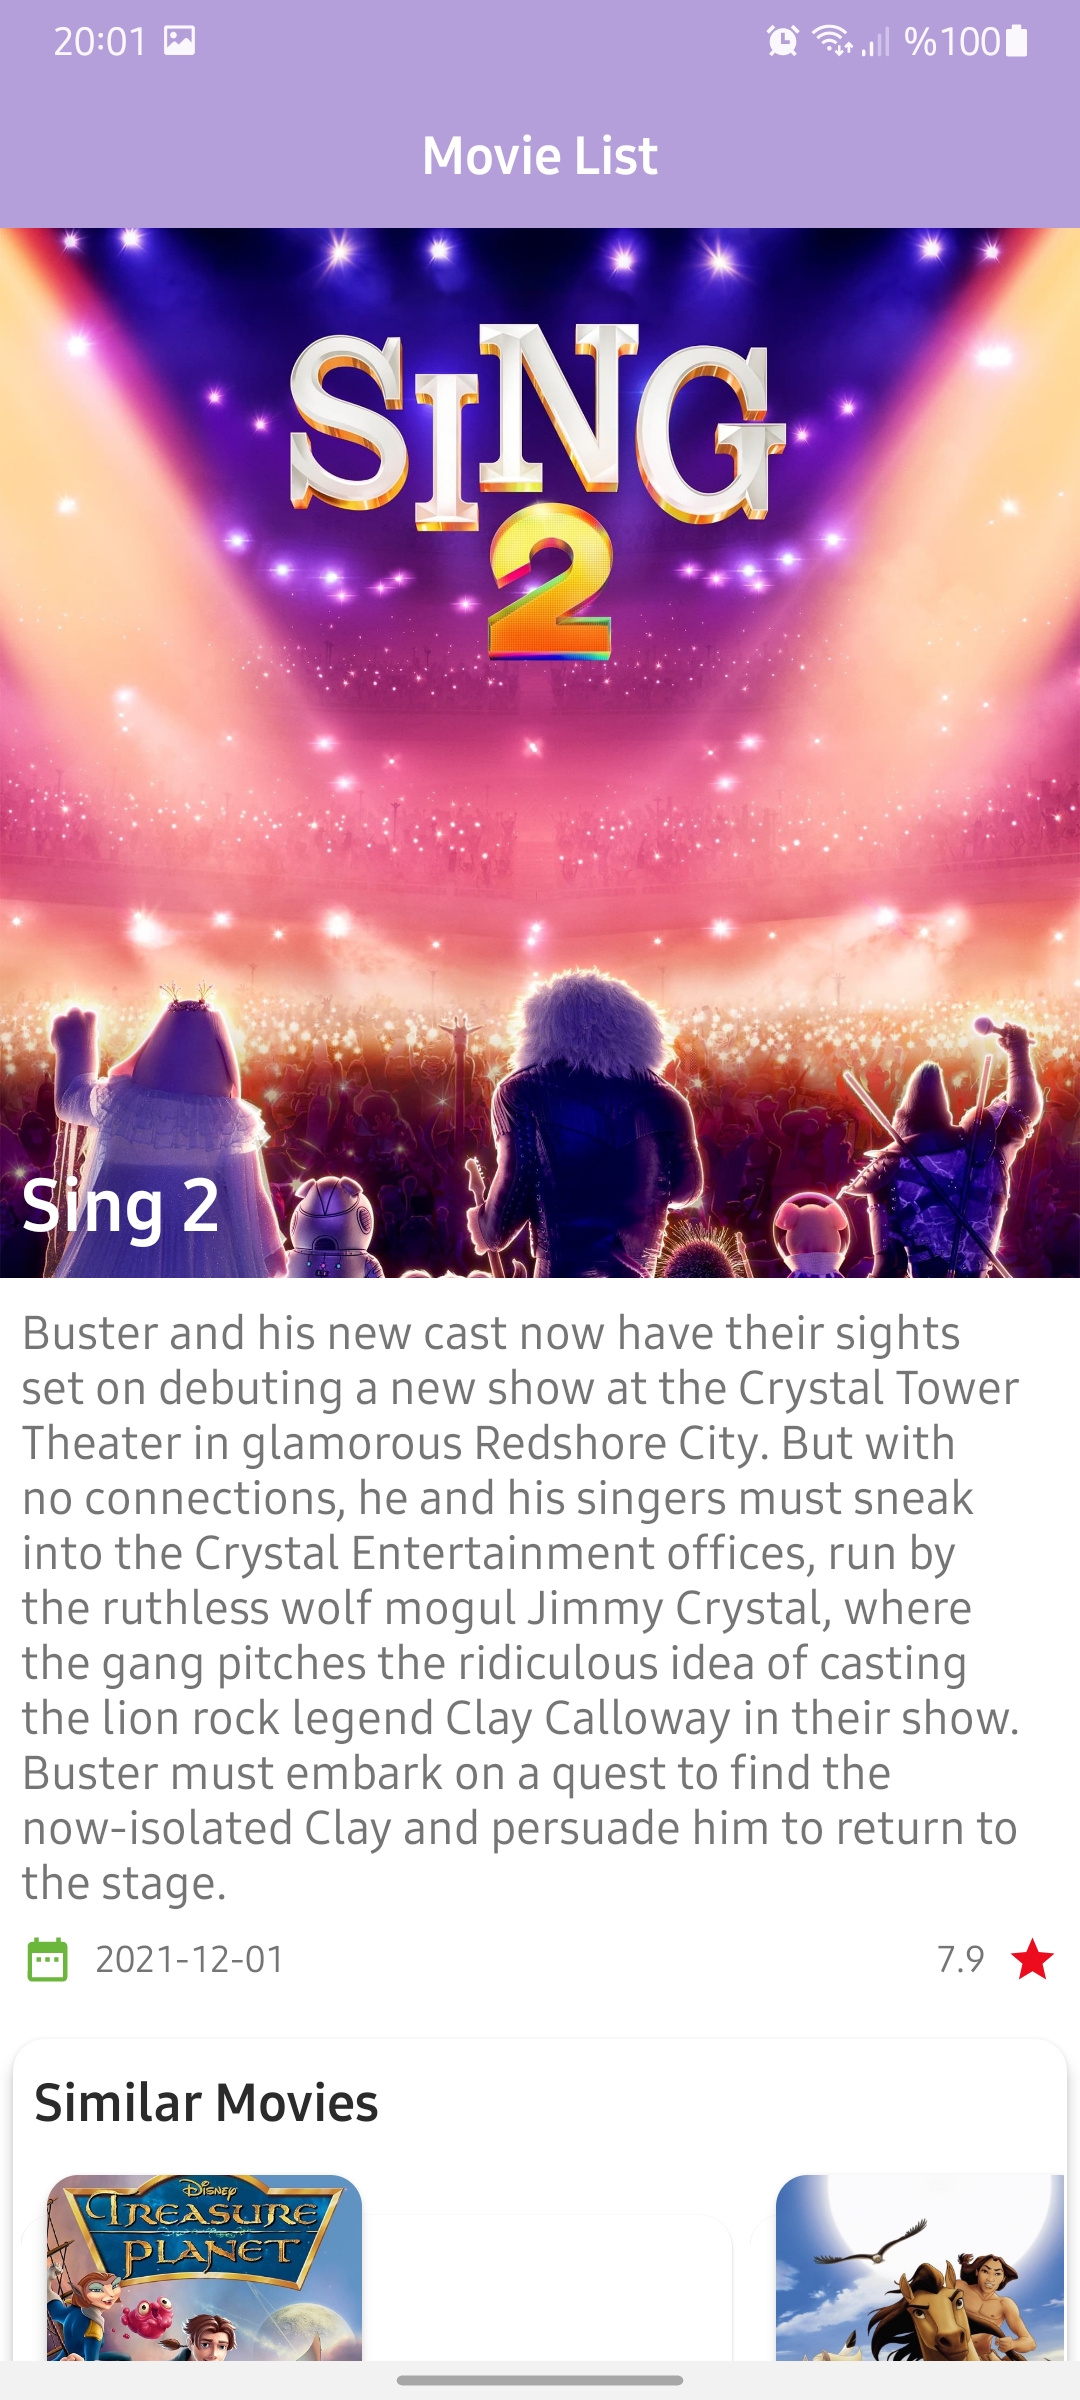 20:01 %100
Movie List
SING
2
Sing 2
Buster and his new cast now have their sights
set on debuting a new show at the Crystal Tower
Theater in glamorous Redshore City. But with
no connections, he and his singers must sneak
into the Crystal Entertainment offices, run by
the ruthless wolf mogul Jimmy Crystal, where
the gang pitches the ridiculous idea of casting
the lion rock legend Clay Calloway in their show.
Buster must embark on a quest to find the
now-isolated Clay and persuade him to return to
the stage.
2021-12-01 7.9
Similar Movies
Disney
TREASURE
PLANET